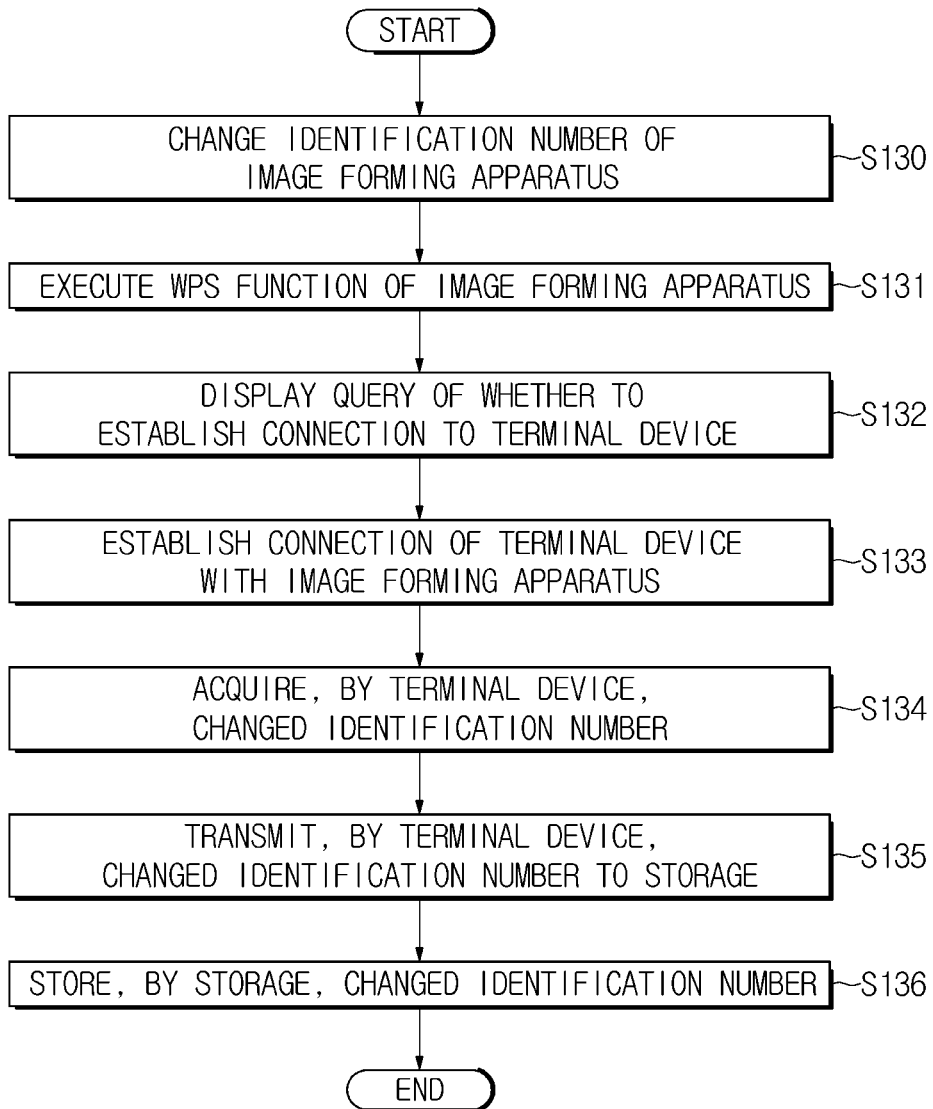 START
CHANGE IDENTIFICATION NUMBER OF
IMAGE FORMING APPARATUS
S130
EXECUTE WPS FUNCTION OF IMAGE FORMING APPARATUS
S131
DISPLAY QUERY OF WHETHER TO
ESTABLISH CONNECTION TO TERMINAL DEVICE
S132
ESTABLISH CONNECTION OF TERMINAL DEVICE
WITH IMAGE FORMING APPARATUS
S133
ACQUIRE, BY TERMINAL DEVICE,
CHANGED IDENTIFICATION NUMBER
S134
TRANSMIT, BY TERMINAL DEVICE,
CHANGED IDENTIFICATION NUMBER TO STORAGE
S135
STORE, BY STORAGE, CHANGED IDENTIFICATION NUMBER
S136
END